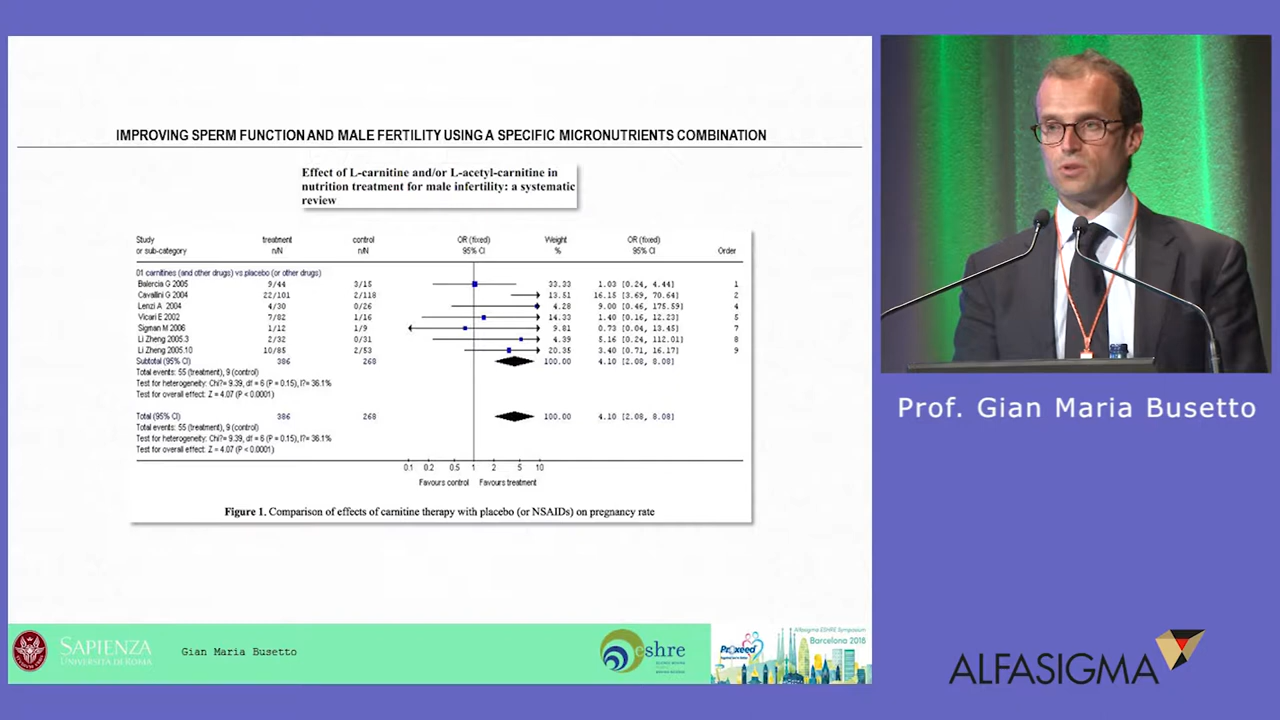 IMPROVING SPERM FUNCTION AND MALE FERTILITY USING A SPECIFIC MICRONUTRIENTS COMBINATION
Effect of L-carnitine and/or L-acetyl-carnitine in
nutrition treatment for male infertility: a systematic
review
Study treatment control OR (fixed) Weight OR (fixed)
or sub-category n/N n/N 95% CI % 95% CI Order
01 carnitines (and other drugs) vs.placebo (or other drugs)
Balercia G 2005 9/44 3/15 33.33 1.03 [0.24, 4.44] 1
Cavallini G 2004 22/101 2/118 13.51 16.15 [3.69, 70.64] 2
Lenzi A 2004 4/30 0/26 4.28 9.00 [0.46, 175.59] 4
Vicari E 2002 7/82 1/16 14.33 1.40 [0.16, 12.23] 5
Sigman M 2006 1/12 1/9 9.81 0.73 [0.04, 13.45] 7
Li Zheng 2005.3 2/32 0/31 4.39 5.16 [0.24, 112.01] 8
Li Zheng 2005.10 10/85 2/53 20.35 3.40 [0.71, 16.17] 9
Subtotal (95% CI) 386 268 100.00 4.10 [2.08, 8.08]
Total events: 55 (treatment), 9 (control)
Test for heterogeneity: Chi?= 9.39, df = 6 (P = 0.15), I?= 36.1%
Test for overall effect: Z = 4.07 (P < 0.0001)
Total (95% CI) 386 268 100.00 4.10 [2.08, 8.08]
Total events: 55 (treatment), 9 (control)
Test for heterogeneity: Chi?= 9.39, df = 6 (P = 0.15), I?= 36.1%
Test for overall effect: Z = 4.07 (P < 0.0001)
0.1 0.2 0.5 1 2 5 10
Favours control Favours treatment
Figure 1. Comparison of effects of carnitine therapy with placebo (or NSAIDs) on pregnancy rate
Prof. Gian Maria Busetto
SAPIENZA
UNIVERSITÀ DI ROMA
Gian Maria Busetto
eshre
Proxeed
Alfasigma ESHRE Symposium
Barcelona 2018
ALFASIGMA